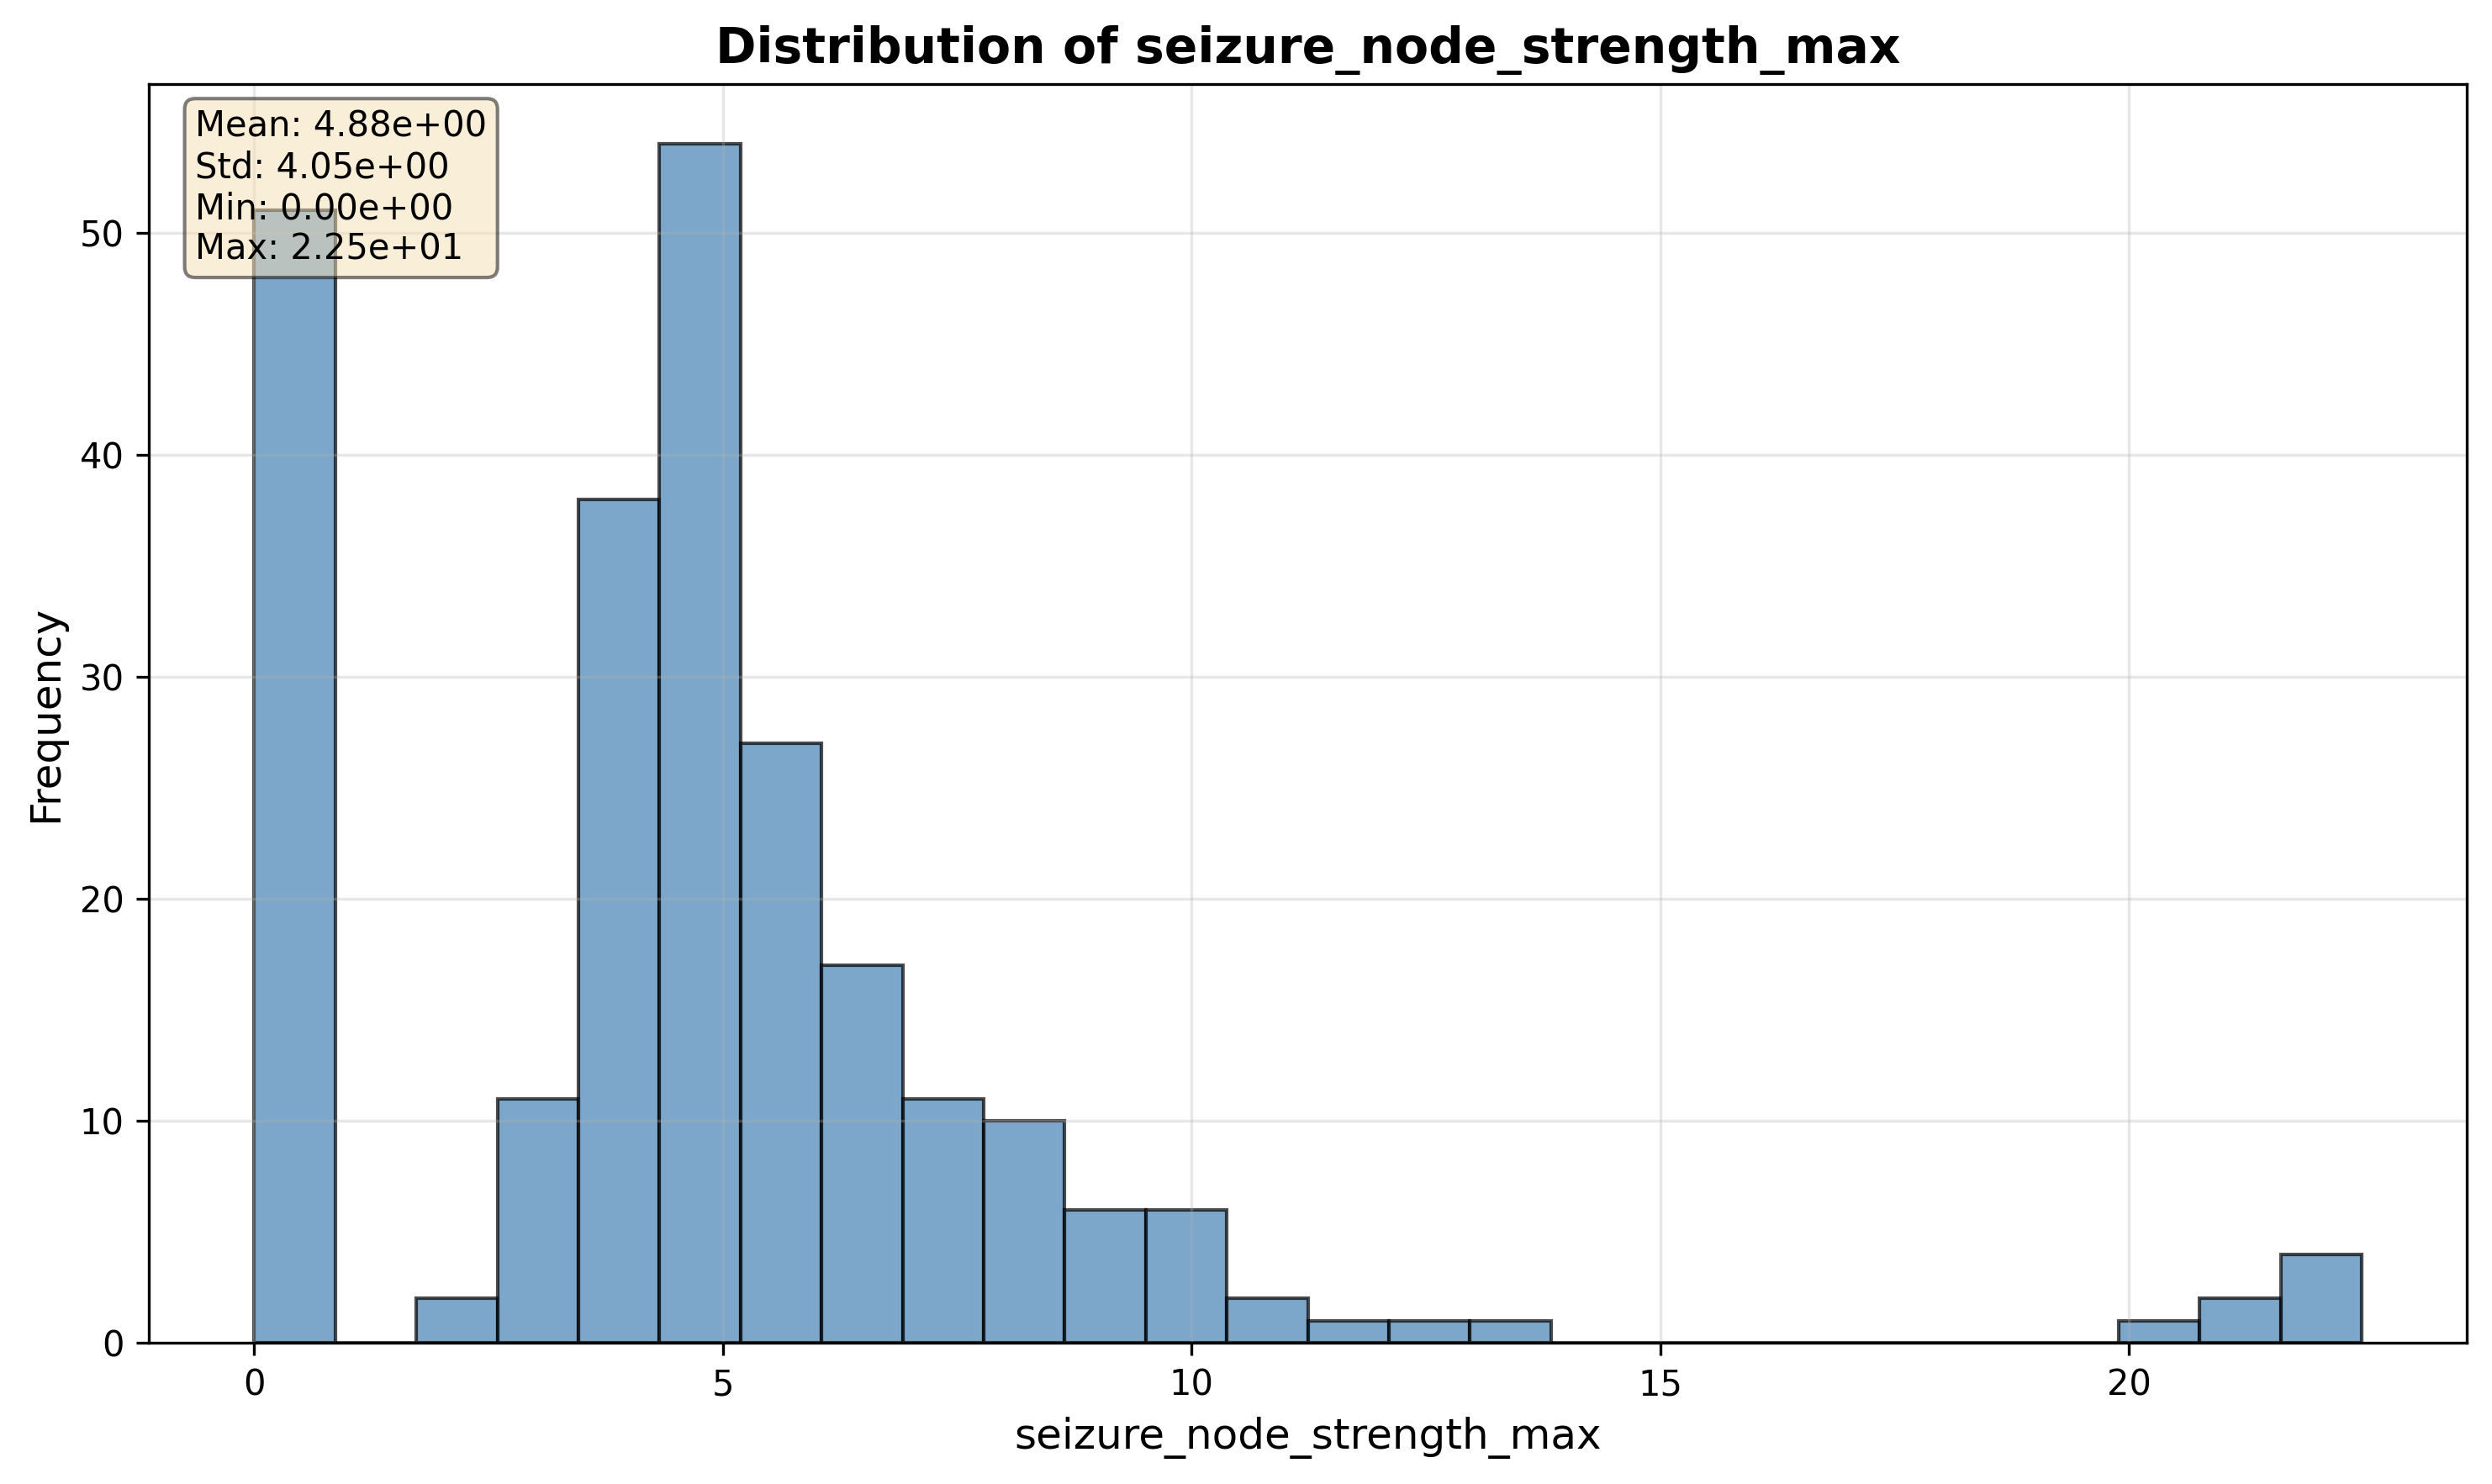 Distribution of seizure_node_strength_max
Mean: 4.88e+00
Std: 4.05e+00
Min: 0.00e+00
Max: 2.25e+01
Frequency
50
40
30
20
10
0
0 5 10 15 20
seizure_node_strength_max